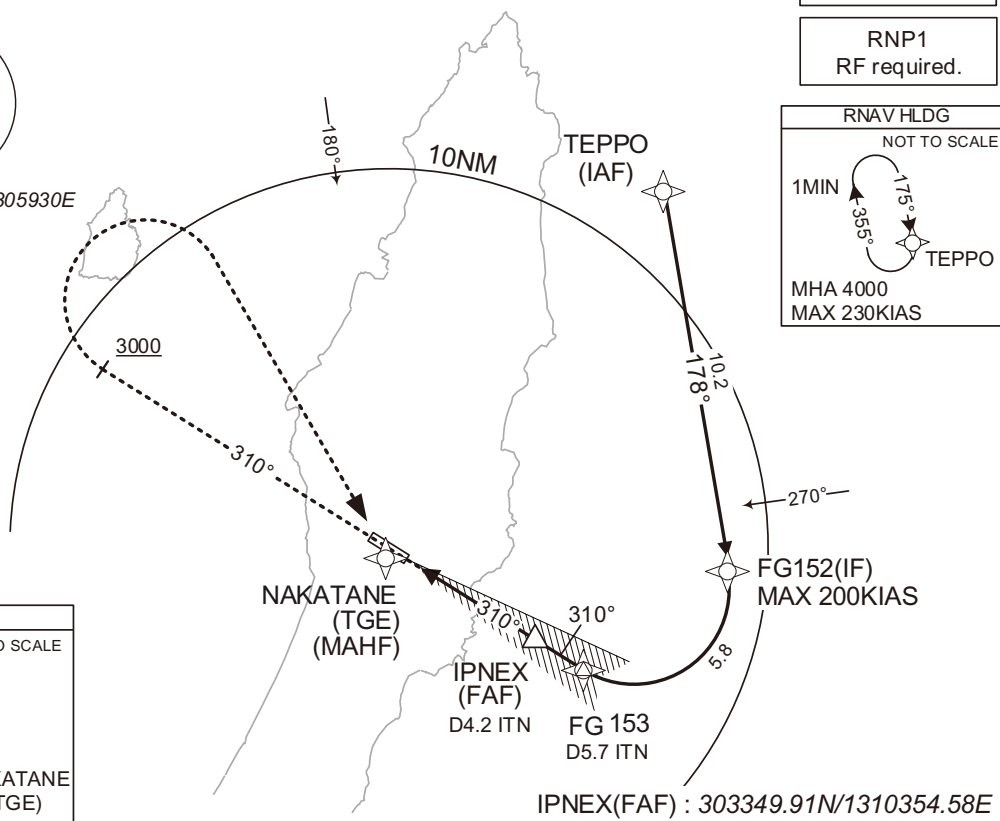 RNP1
RF required.
RNAV HLDG
NOT TO SCALE
1MIN
175°
355°
TEPPO
MHA 4000
MAX 230KIAS
180°
10NM
TEPPO
(IAF)
305930E
3000
10.2
178°
310°
270°
FG152(IF)
MAX 200KIAS
NAKATANE
(TGE)
(MAHF)
310°
310°
5.8
IPNEX
(FAF)
D4.2 ITN
FG 153
D5.7 ITN
SCALE
KATANE
TGE)
IPNEX(FAF) : 303349.91N/1310354.58E